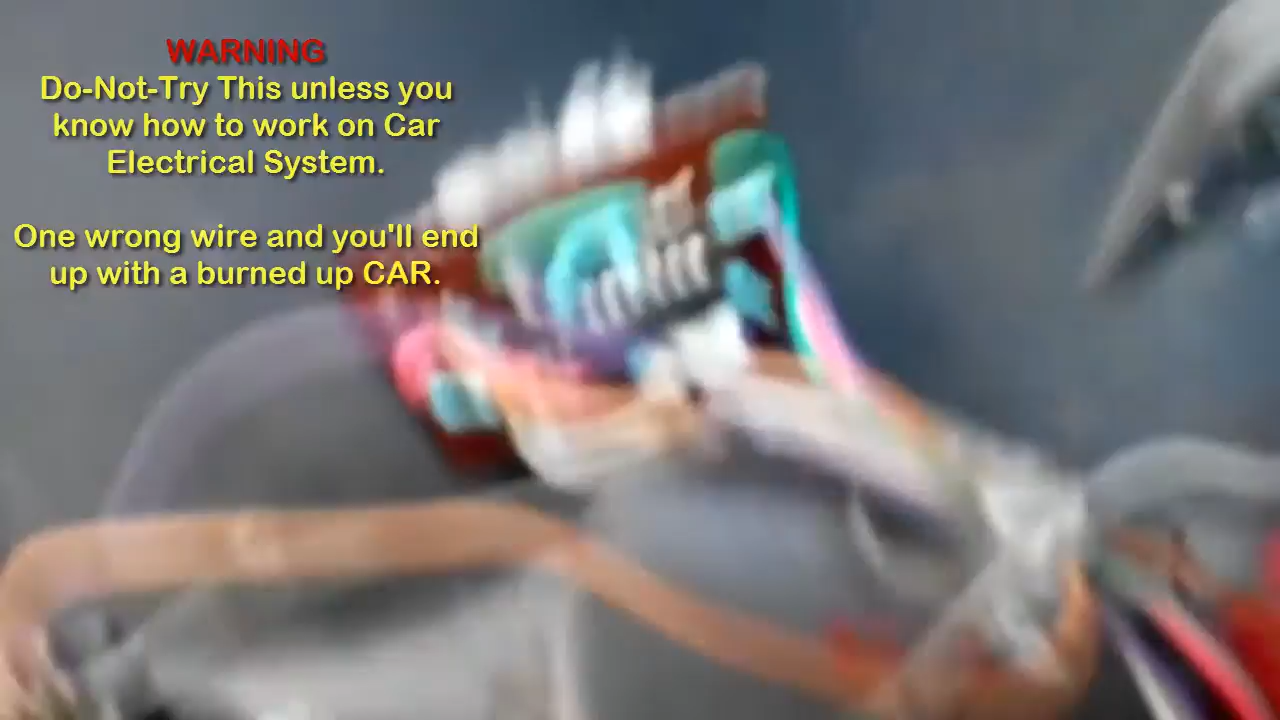 WARNING
Do-Not-Try This unless you
know how to work on Car
Electrical System.
One wrong wire and you'll end
up with a burned up CAR.